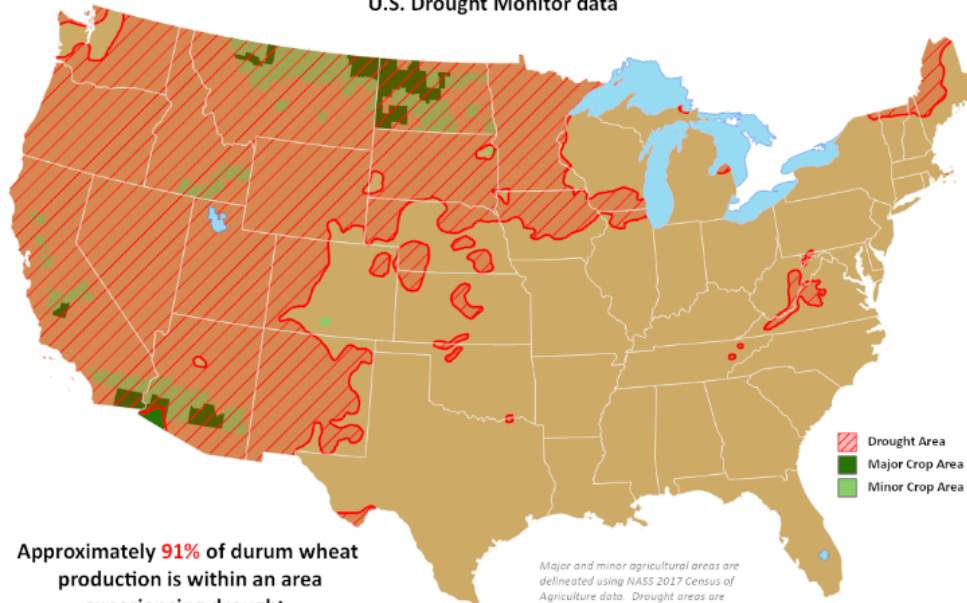 U.S. Drought Monitor data
Drought Area
Major Crop Area
Minor Crop Area
Approximately 91% of durum wheat
production is within an area
experiencing drought
Major and minor agricultural areas are
delineated using NASS 2017 Census of
Agriculture data. Drought areas are